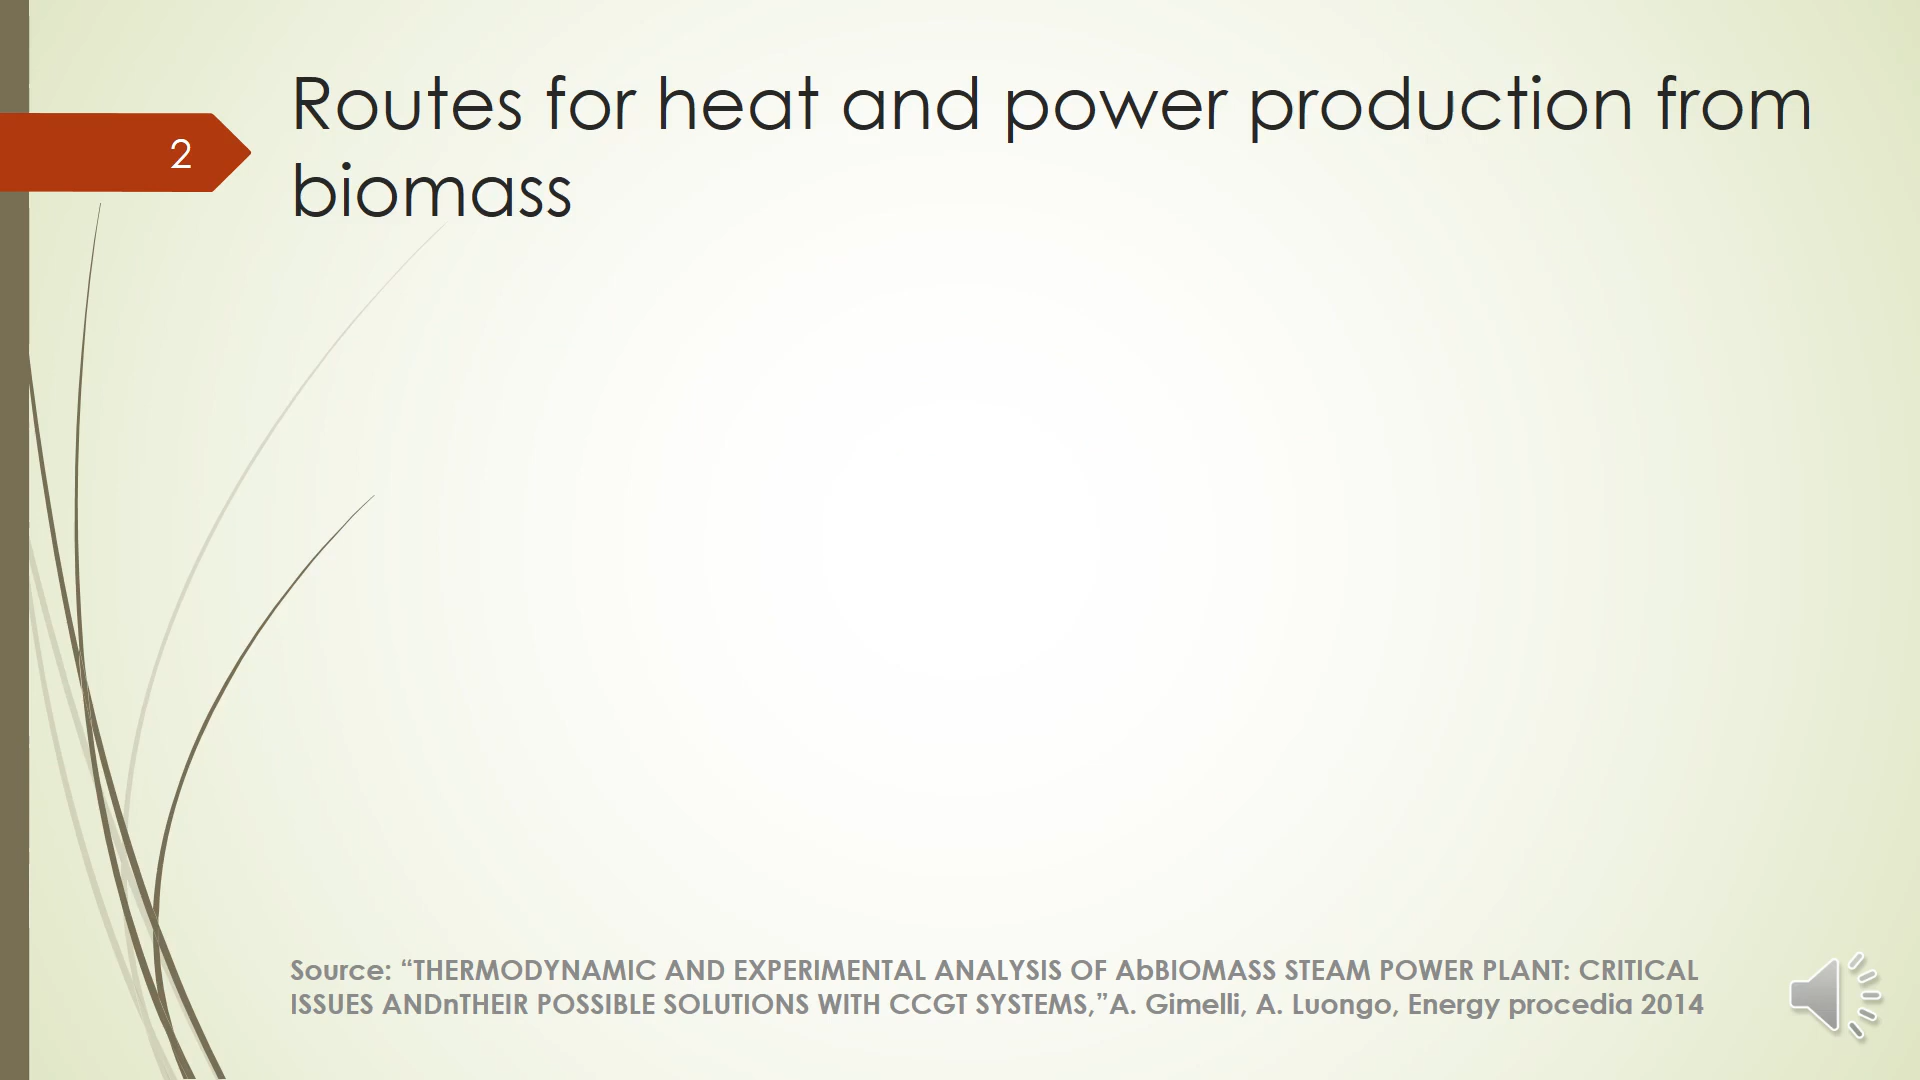 2
Routes for heat and power production from
biomass
Source: “THERMODYNAMIC AND EXPERIMENTAL ANALYSIS OF AbBIOMASS STEAM POWER PLANT: CRITICAL
ISSUES ANDnTHEIR POSSIBLE SOLUTIONS WITH CCGT SYSTEMS,”A. Gimelli, A. Luongo, Energy procedia 2014